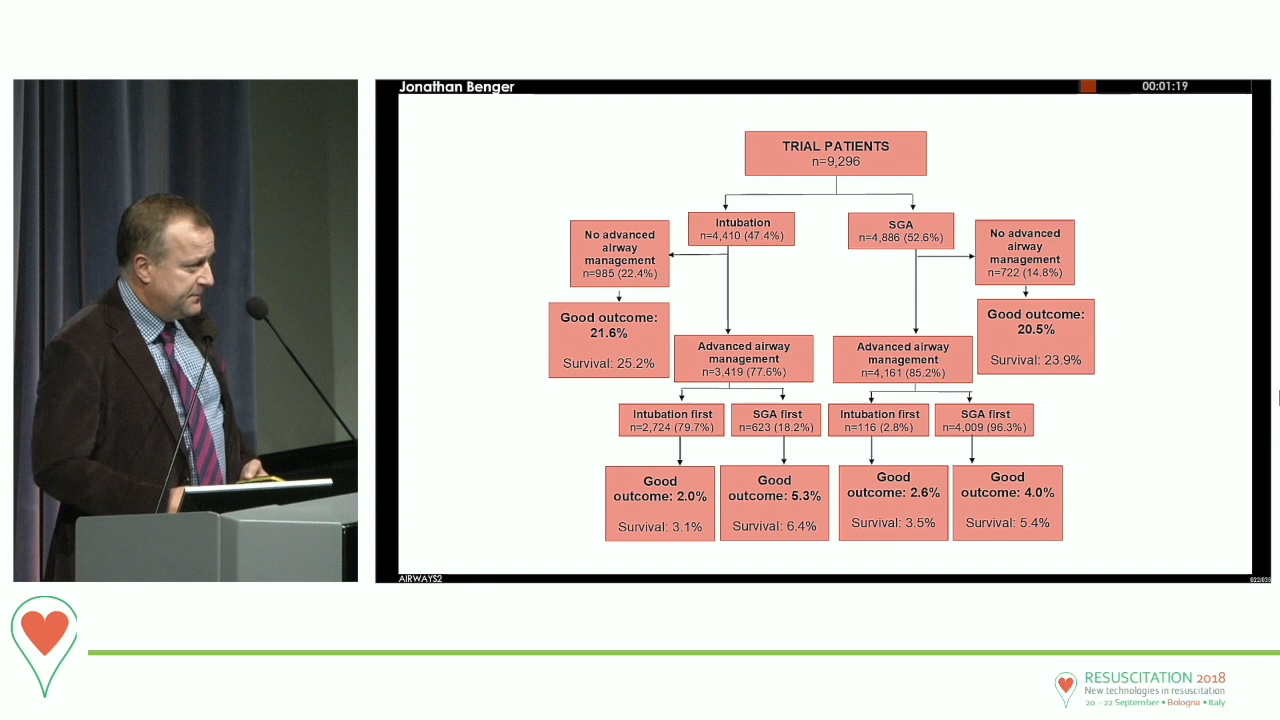 Jonathan Benger
00:01:19
TRIAL PATIENTS
n=9,296
Intubation
n=4,410 (47.4%)
SGA
n=4,886 (52.6%)
No advanced
airway
management
n=985 (22.4%)
No advanced
airway
management
n=722 (14.8%)
Good outcome:
21.6%
Survival: 25.2%
Good outcome:
20.5%
Survival: 23.9%
Advanced airway
management
n=3,419 (77.6%)
Advanced airway
management
n=4,161 (85.2%)
Intubation first
n=2,724 (79.7%)
SGA first
n=623 (18.2%)
Intubation first
n=116 (2.8%)
SGA first
n=4,009 (96.3%)
Good
outcome: 2.0%
Survival: 3.1%
Good
outcome: 5.3%
Survival: 6.4%
Good
outcome: 2.6%
Survival: 3.5%
Good
outcome: 4.0%
Survival: 5.4%
AIRWAYS2
RESUSCITATION 2018
New technologies in resuscitation
20 - 22 September • Bologna • Italy